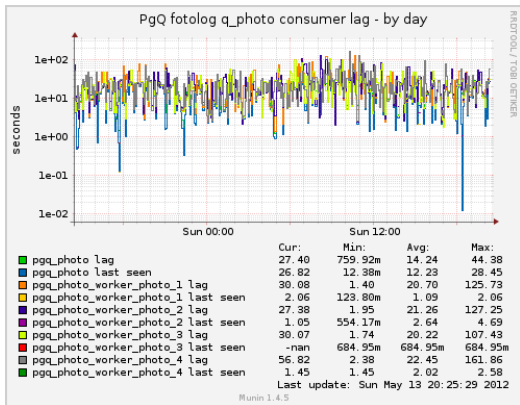 PgQ fotolog q_photo consumer lag - by day
RRDTOOL / TOBI OETIKER
seconds
1e+02
1e+01
1e+00
1e-01
1e-02
Sun 00:00 Sun 12:00
Cur: Min: Avg: Max:
pgq_photo lag 27.40 759.92m 14.24 44.38
pgq_photo last seen 26.82 12.38m 12.23 28.45
pgq_photo_worker_photo_1 lag 30.08 1.40 20.70 125.73
pgq_photo_worker_photo_1 last seen 2.06 123.80m 1.09 2.06
pgq_photo_worker_photo_2 lag 27.38 1.95 21.26 127.25
pgq_photo_worker_photo_2 last seen 1.05 554.17m 2.64 4.69
pgq_photo_worker_photo_3 lag 30.07 1.74 20.22 107.43
pgq_photo_worker_photo_3 last seen -nan 684.95m 684.95m 684.95m
pgq_photo_worker_photo_4 lag 56.82 2.38 22.45 161.86
pgq_photo_worker_photo_4 last seen 1.45 1.45 2.02 2.58
Last update: Sun May 13 20:25:29 2012
Munin 1.4.5